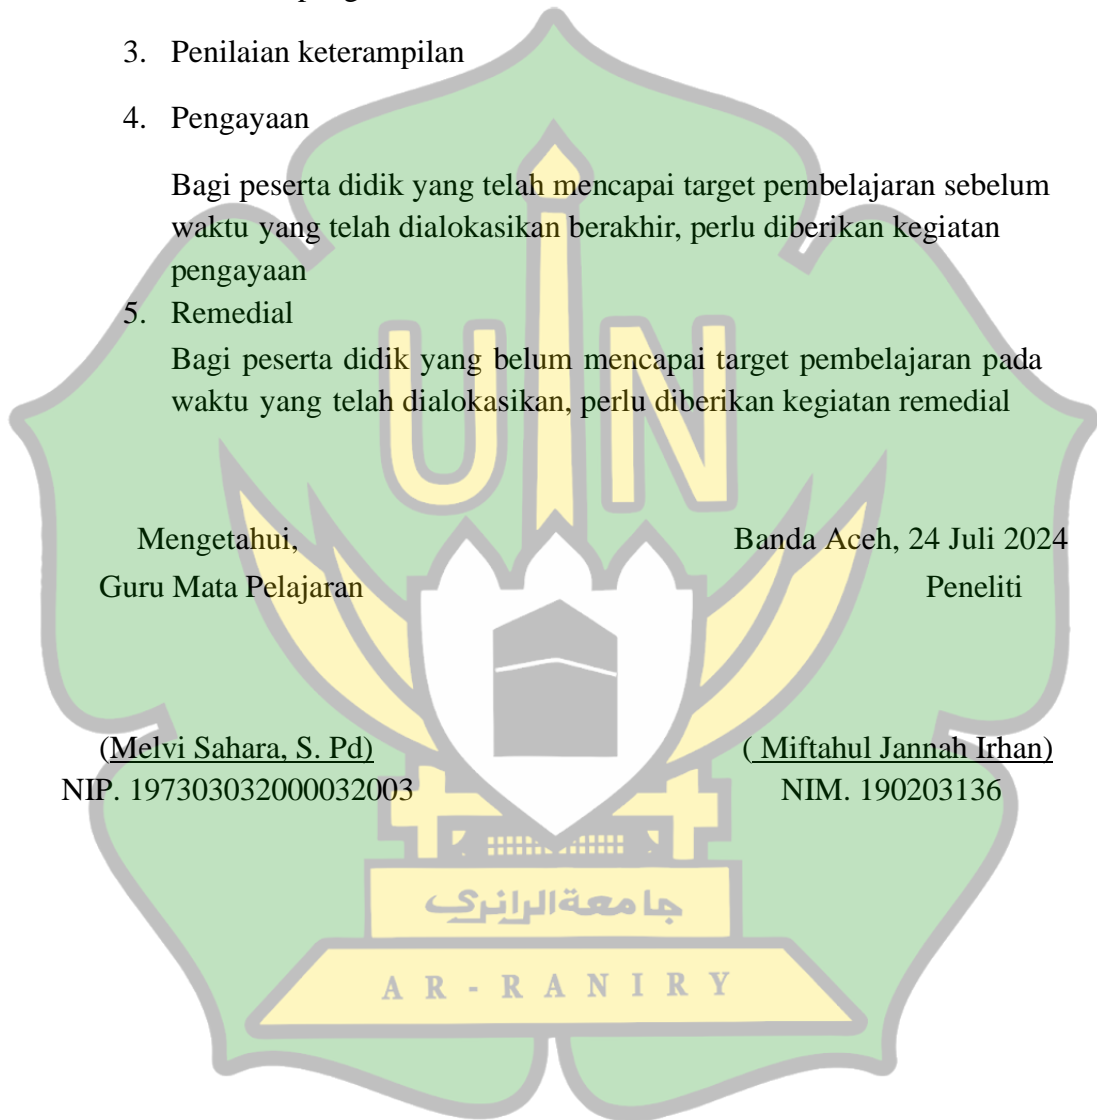 3. Penilaian keterampilan
4. Pengayaan
Bagi peserta didik yang telah mencapai target pembelajaran sebelum
waktu yang telah dialokasikan berakhir, perlu diberikan kegiatan
pengayaan
5. Remedial
Bagi peserta didik yang belum mencapai target pembelajaran pada
waktu yang telah dialokasikan, perlu diberikan kegiatan remedial
UIN
Mengetahui,
Banda Aceh, 24 Juli 2024
Guru Mata Pelajaran
Peneliti
(Melvi Sahara, S. Pd)
( Miftahul Jannah Irhan)
NIP. 197303032000032003
NIM. 190203136
جامعة الرانري
AR-RANIRY